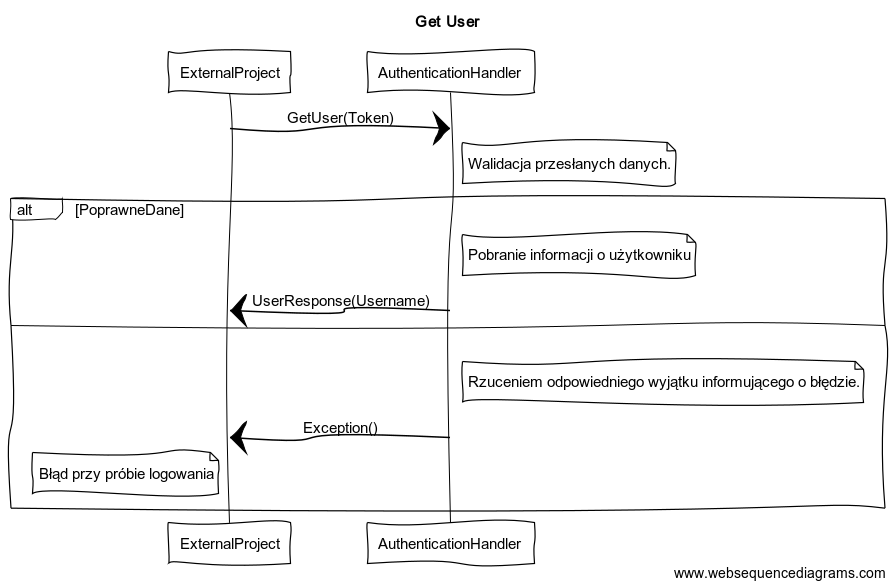 Get User
ExternalProject
AuthenticationHandler
GetUser(Token)
Walidacja przesłanych danych.
alt
[PoprawneDane]
Pobranie informacji o użytkowniku
UserResponse(Username)
Rzuceniem odpowiedniego wyjątku informującego o błędzie.
Exception()
Błąd przy próbie logowania
ExternalProject
AuthenticationHandler
www.websequencediagrams.com